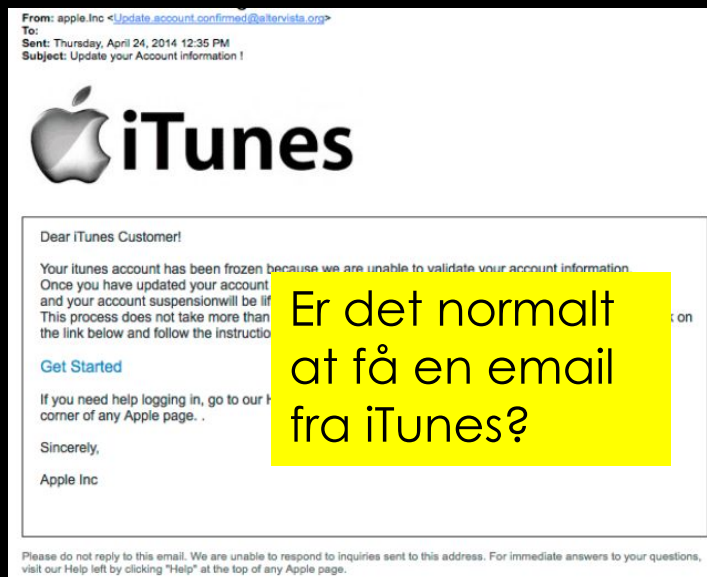 From: apple.Inc <Update.account.confirmed@altervista.org>
To:
Sent: Thursday, April 24, 2014 12:35 PM
Subject: Update your Account information !
iTunes
Dear iTunes Customer!
Your itunes account has been frozen because we are unable to validate your account information.
Once you have updated your account
and your account suspensionwill be lif
This process does not take more than
on
the link below and follow the instructio
Get Started
If you need help logging in, go to our H
corner of any Apple page. .
Sincerely,
Apple Inc
Er det normalt
at få en email
fra iTunes?
Please do not reply to this email. We are unable to respond to inquiries sent to this address. For immediate answers to your questions,
visit our Help left by clicking "Help" at the top of any Apple page.